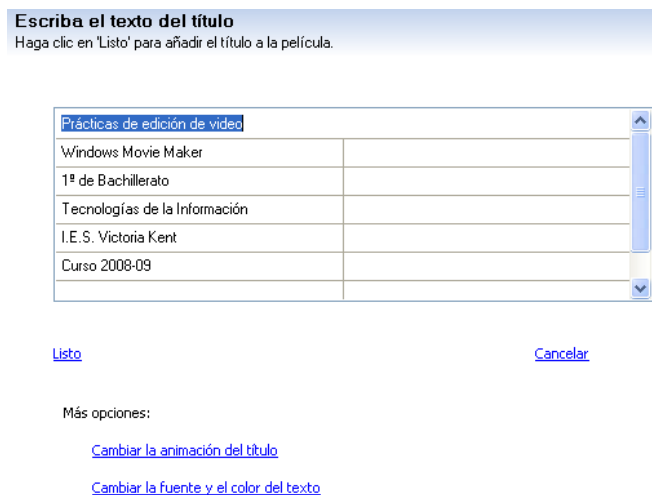 Escriba el texto del título
Haga clic en 'Listo' para añadir el título a la película.
Prácticas de edición de video
Windows Movie Maker
1º de Bachillerato
Tecnologías de la Información
I.E.S. Victoria Kent
Curso 2008-09
Listo
Cancelar
Más opciones:
Cambiar la animación del título
Cambiar la fuente y el color del texto